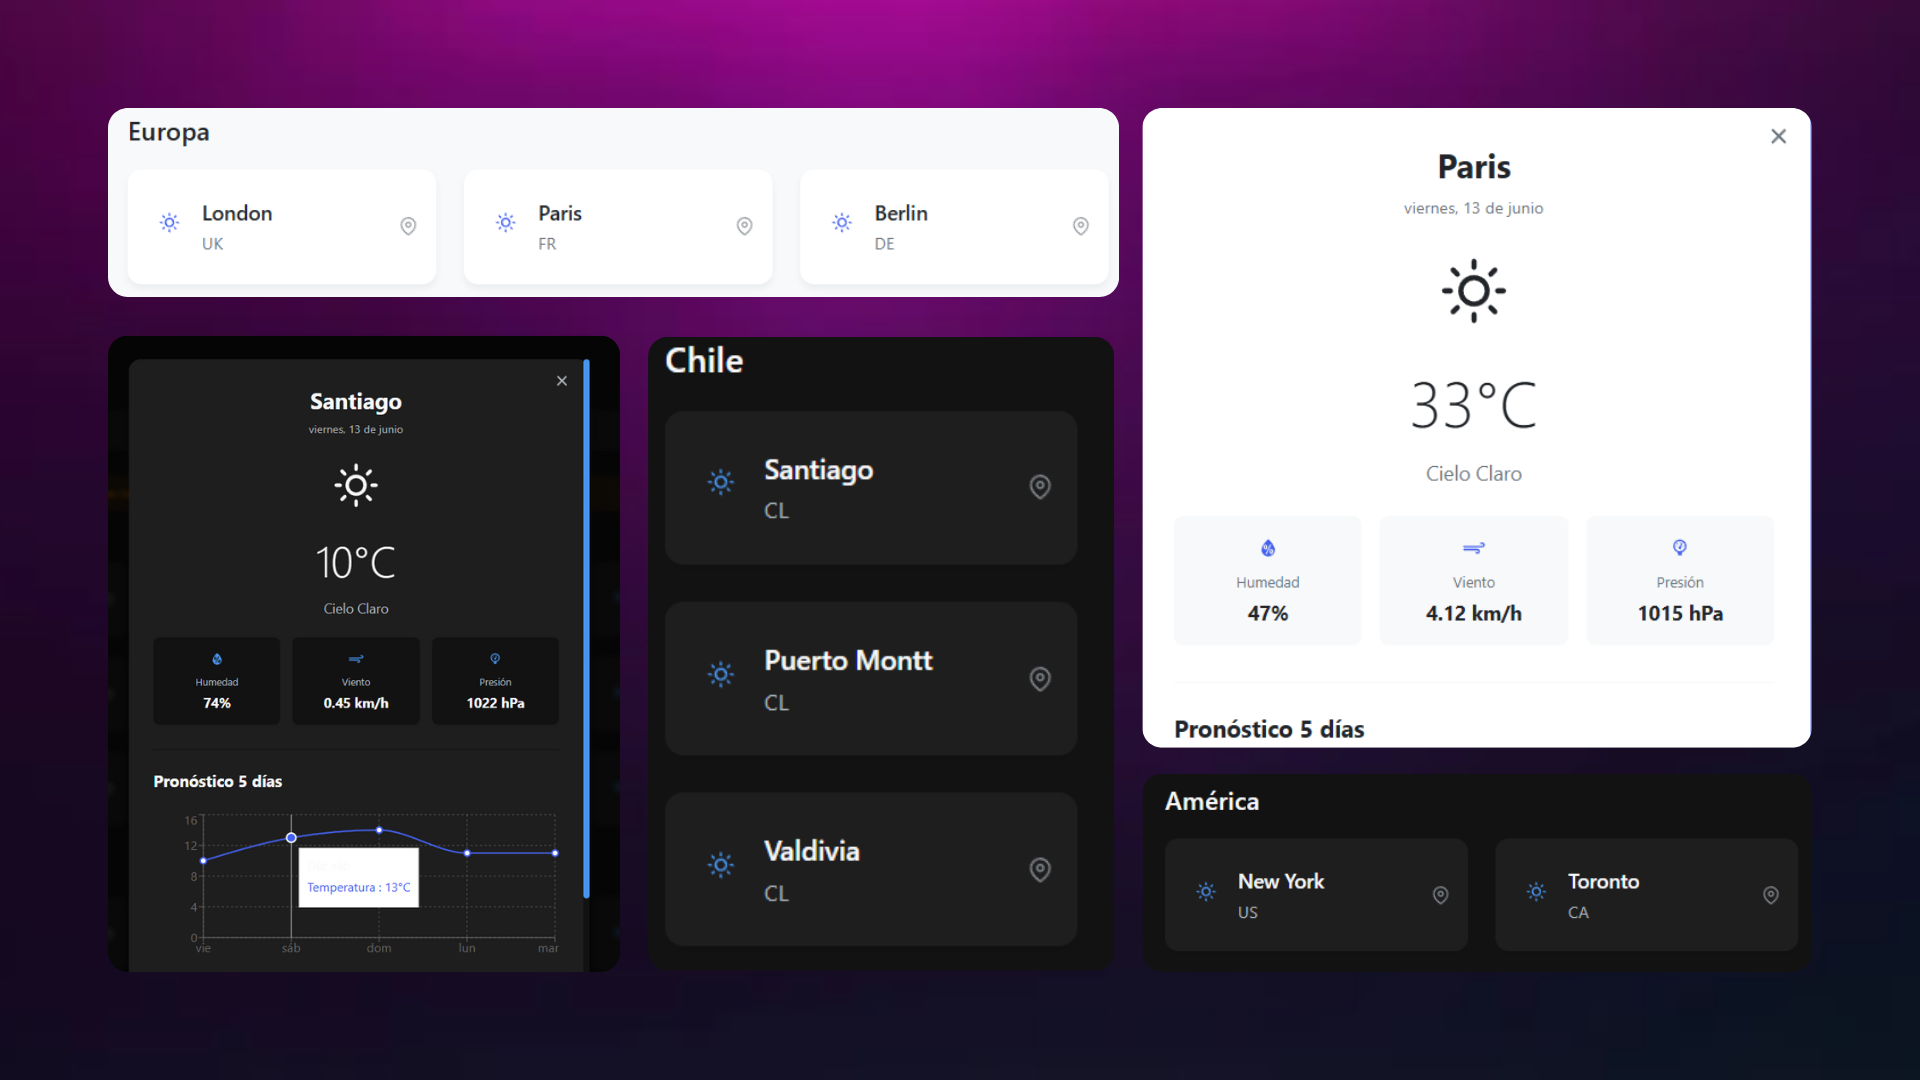 Europa
London
UK
Paris
FR
Berlin
DE
Paris
viernes, 13 de junio
33°C
Cielo Claro
Humedad
47%
Viento
4.12 km/h
Presión
1015 hPa
Pronóstico 5 días
Santiago
viernes, 13 de junio
10°C
Cielo Claro
Humedad
74%
Viento
0.45 km/h
Presión
1022 hPa
Pronóstico 5 días
16
12
8
4
0
Temperatura : 13°C
vie
sáb
dom
lun
mar
Chile
Santiago
CL
Puerto Montt
CL
Valdivia
CL
América
New York
US
Toronto
CA